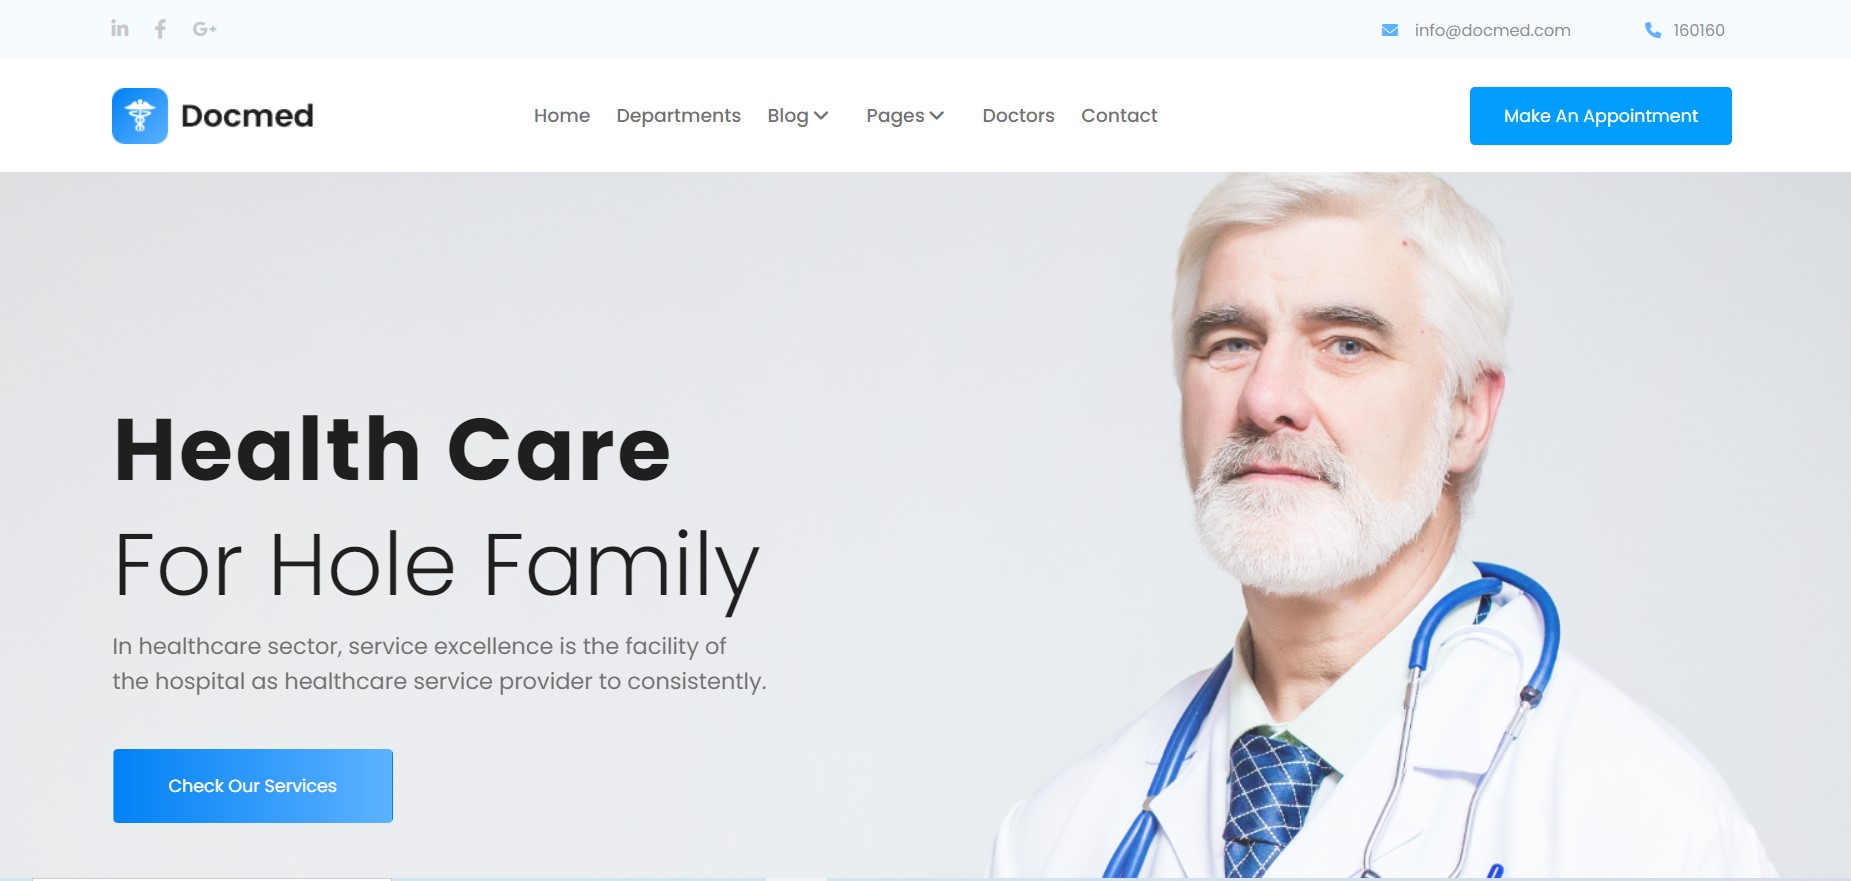 info@docmed.com 160160
Docmed
Home Departments Blog Pages Doctors Contact
Make An Appointment
Health Care
For Hole Family
In healthcare sector, service excellence is the facility of
the hospital as healthcare service provider to consistently.
Check Our Services